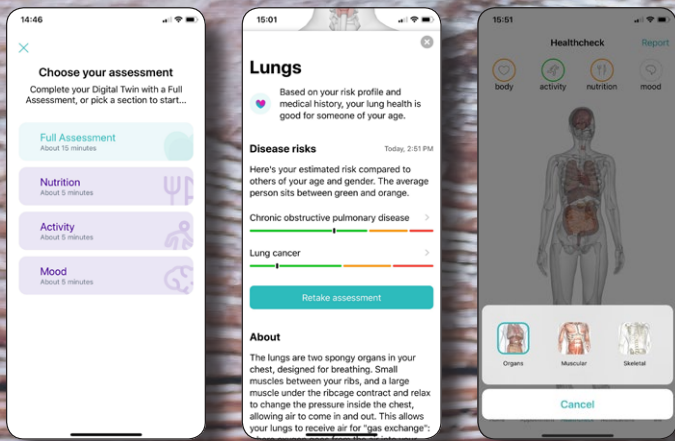 14:46
Choose your assessment
Complete your Digital Twin with a Full
Assessment, or pick a section to start...
Full Assessment
About 15 minutes
Nutrition
About 5 minutes
Activity
About 5 minutes
Mood
About 5 minutes
15:01
Lungs
Based on your risk profile and
medical history, your lung health is
good for someone of your age.
Disease risks
Today, 2:51 PM
Here's your estimated risk compared to
others of your age and gender. The average
person sits between green and orange.
Chronic obstructive pulmonary disease
Lung cancer
Retake assessment
About
The lungs are two spongy organs in your
chest, designed for breathing. Small
muscles between your ribs, and a large
muscle under the ribcage contract and relax
to change the pressure inside the chest,
allowing air to come in and out. This allows
your lungs to receive air for "gas exchange":
15:51
Healthcheck
Report
body
activity
nutrition
mood
Organs
Muscular
Skeletal
Cancel